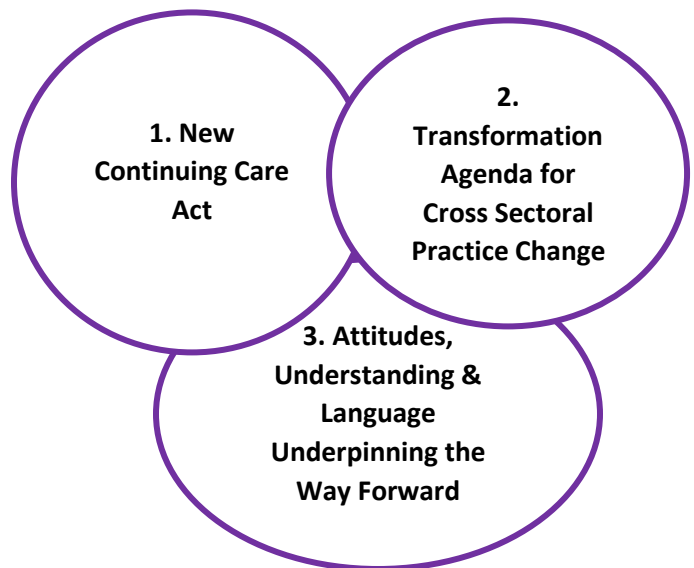 1. New
Continuing Care
Act
2.
Transformation
Agenda for
Cross Sectoral
Practice Change
3. Attitudes,
Understanding &
Language
Underpinning the
Way Forward